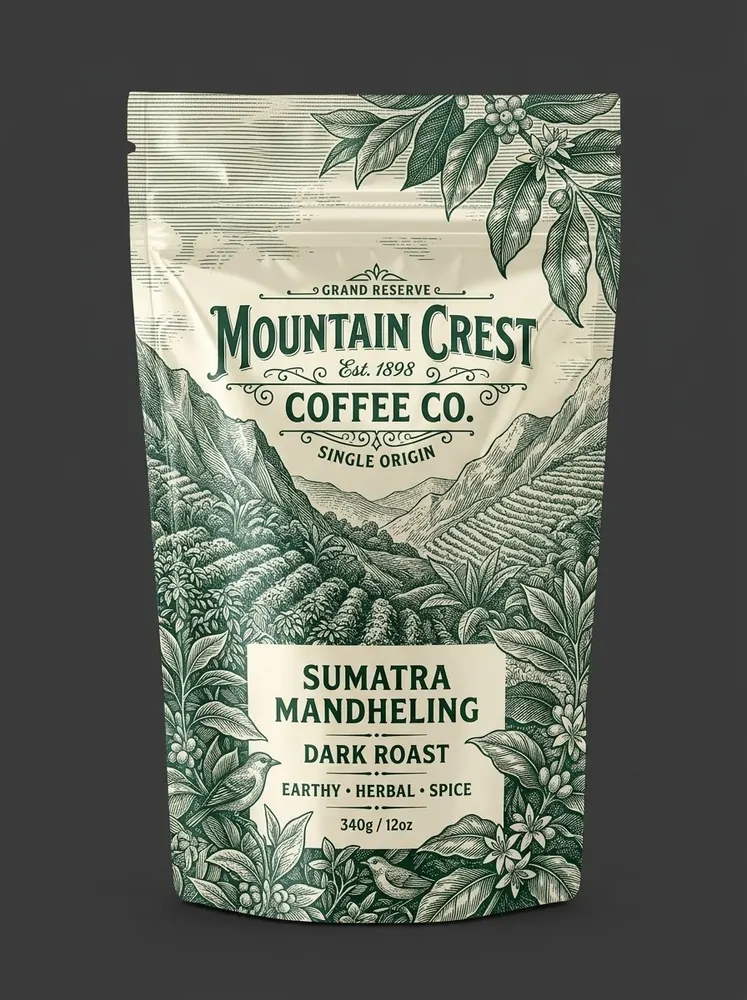 GRAND RESERVE
MOUNTAIN CREST
Est. 1898
COFFEE CO.
SINGLE ORIGIN
SUMATRA
MANDHELING
DARK ROAST
EARTHY • HERBAL • SPICE
340g / 12oz